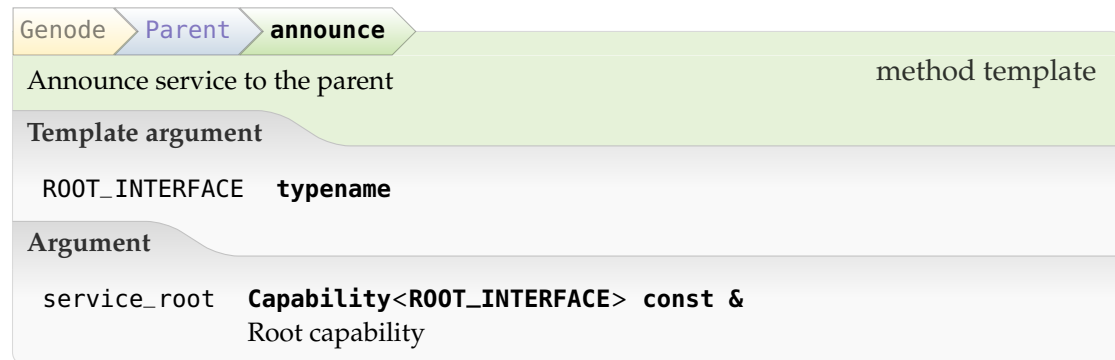 Genode Parent announce
Announce service to the parent method template
Template argument
ROOT_INTERFACE typename
Argument
service_root Capability<ROOT_INTERFACE> const &
Root capability